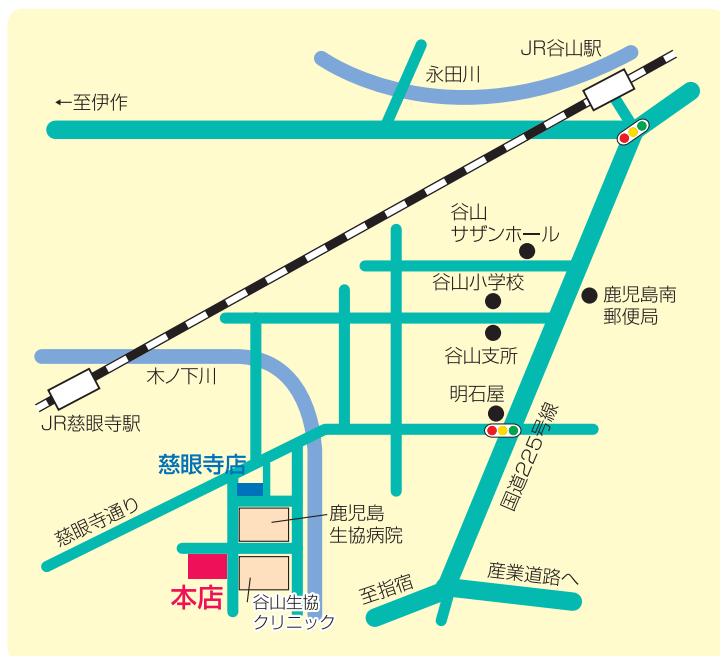 JR谷山駅
永田川
←至伊作
谷山
サザンホール
谷山小学校
鹿児島南
郵便局
谷山支所
木ノ下川
明石屋
JR慈眼寺駅
国道225号線
慈眼寺店
慈眼寺通り
鹿児島
生協病院
産業道路へ
至指宿
本店
谷山生協
クリニック